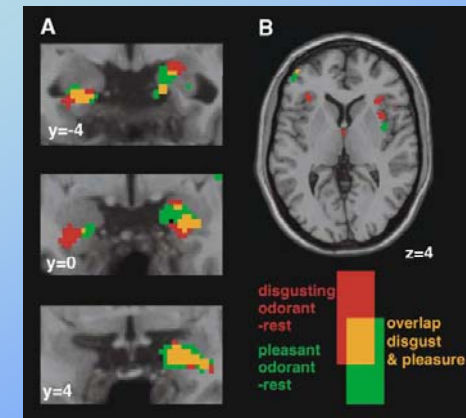 A
B
y=-4
y=0
y=4
z=4
disgusting
odorant
-rest
pleasant
odorant
-rest
overlap
disgust
& pleasure